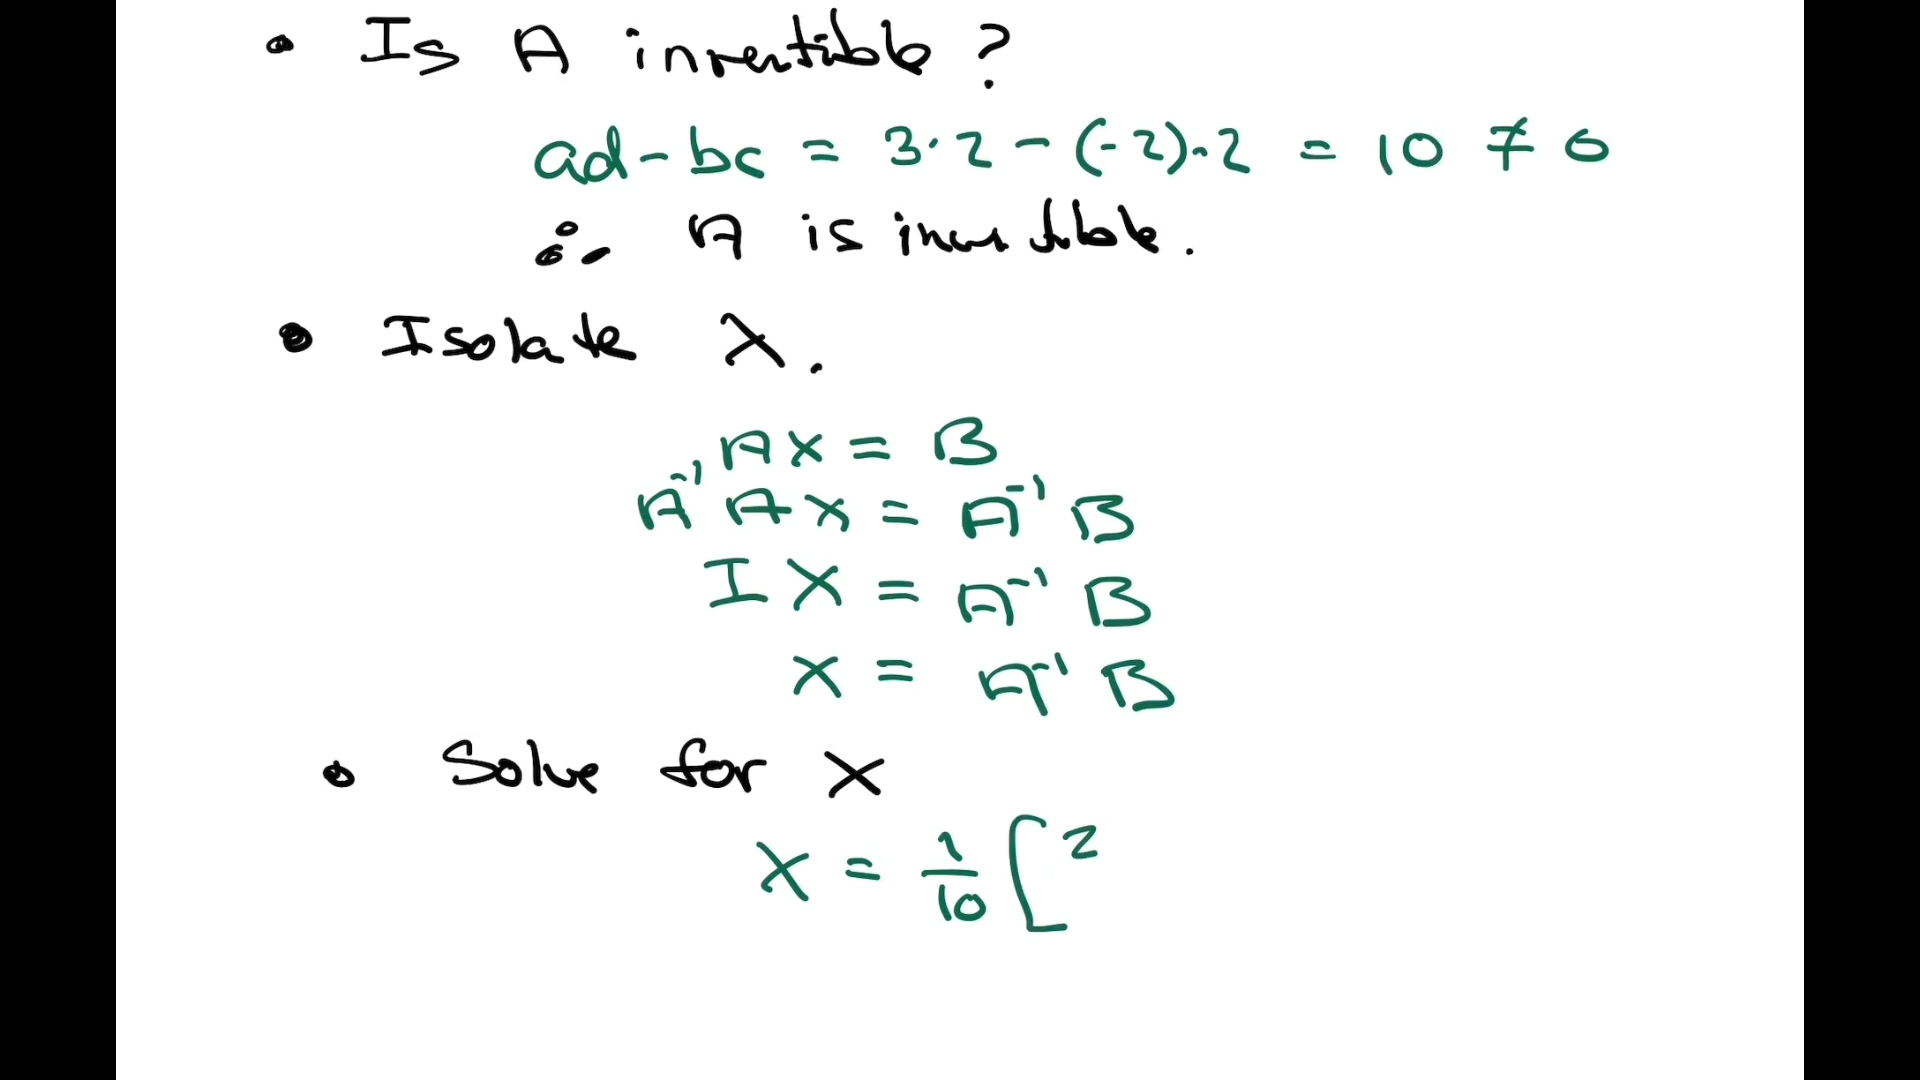 • Is A invertible?
ad - bc = 3·2 - (-2)·2 = 10 ≠ 0
∴ A is invertible.
• Isolate X.
AX = B
A⁻¹AX = A⁻¹B
IX = A⁻¹B
X = A⁻¹B
• Solve for X
X = 1/10 [ 2